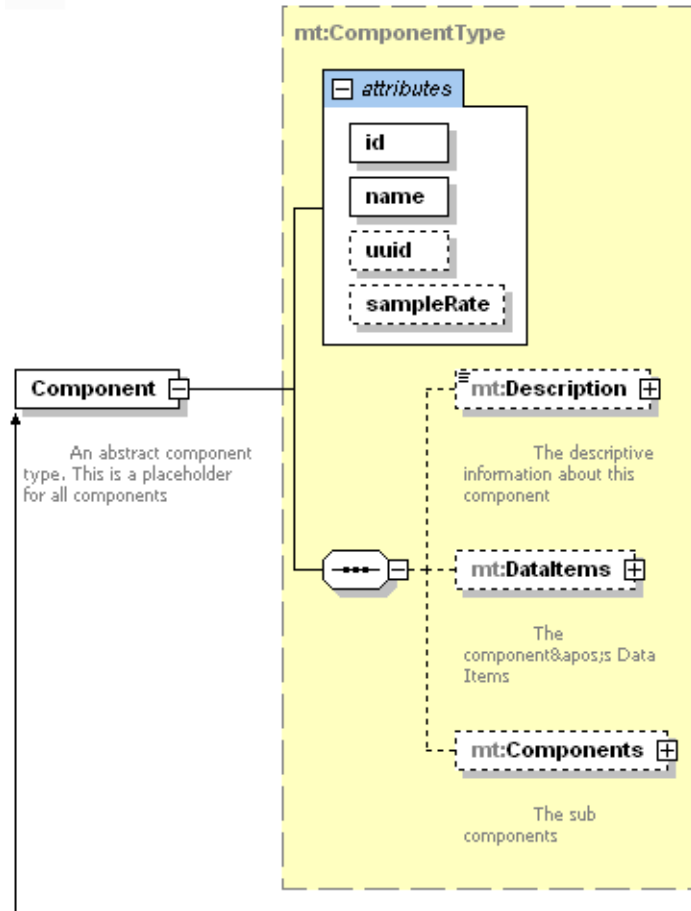 mt:ComponentType
attributes
id
name
uuid
sampleRate
Component
An abstract component
type. This is a placeholder
for all components
mt:Description
The descriptive
information about this
component
mt:DataItems
The
component&apos;s Data
Items
mt:Components
The sub
components